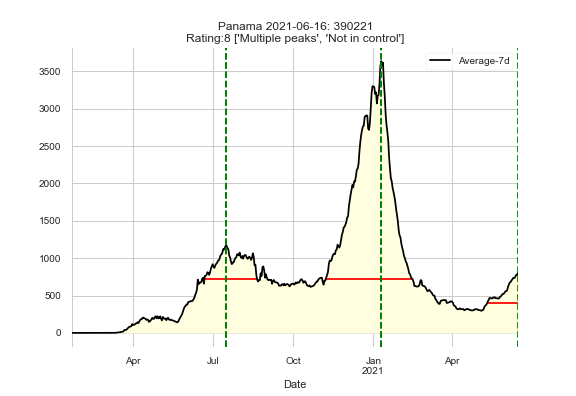 Panama 2021-06-16: 390221
Rating:8 ['Multiple peaks', 'Not in control']
Average-7d
3500
3000
2500
2000
1500
1000
500
0
Apr
Jul
Oct
Jan
2021
Apr
Date